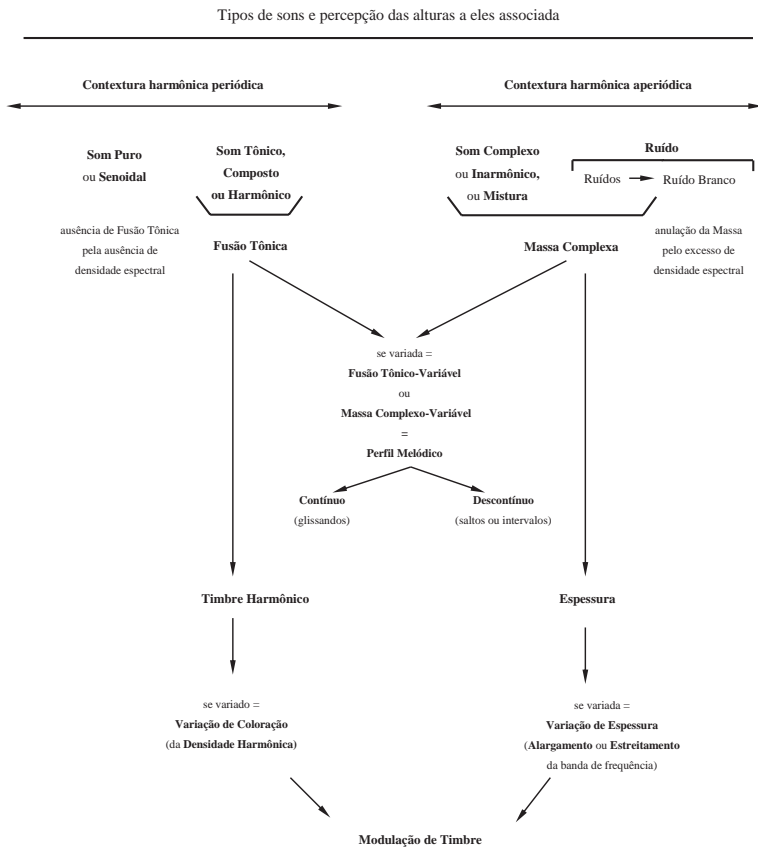 Tipos de sons e percepção das alturas a eles associada
Contextura harmônica periódica
Contextura harmônica aperiódica
Som Puro
ou Senoidal
Som Tônico,
Composto
ou Harmônico
Som Complexo
ou Inarmônico,
ou Mistura
Ruído
Ruídos
Ruído Branco
ausência de Fusão Tônica
pela ausência de
densidade espectral
Fusão Tônica
Massa Complexa
anulação da Massa
pelo excesso de
densidade espectral
se variada =
Fusão Tônico-Variável
ou
Massa Complexo-Variável
=
Perfil Melódico
Contínuo
(glissandos)
Descontínuo
(saltos ou intervalos)
Timbre Harmônico
Espessura
se variado =
Variação de Coloração
(da Densidade Harmônica)
se variada =
Variação de Espessura
(Alargamento ou Estreitamento
da banda de frequência)
Modulação de Timbre